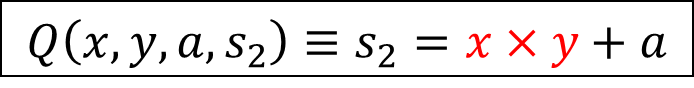 Q(x, y, a, s₂) ≡ s₂ = x × y + a